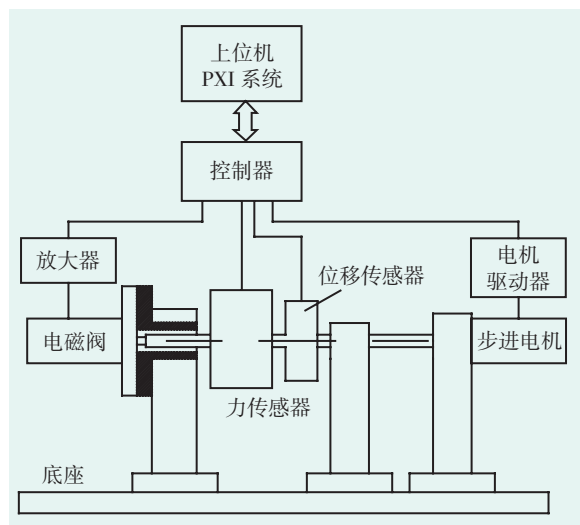 上位机
PXI 系统
控制器
放大器
电机
驱动器
位移传感器
电磁阀
步进电机
力传感器
底座